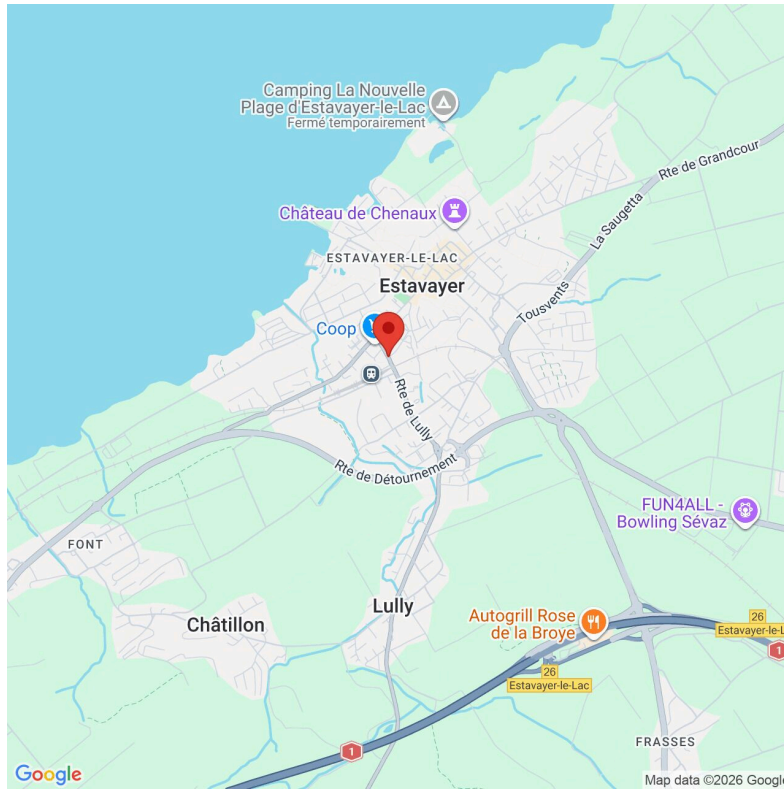 Camping La Nouvelle
Plage d'Estavayer-le-Lac
Fermé temporairement
Rte de Grandcour
Château de Chenaux
La Saugetta
ESTAVAYER-LE-LAC
Estavayer
Tousvents
Coop
Rte de Lully
Rte de Détournement
FUN4ALL -
Bowling Sévaz
FONT
Lully
Châtillon
Autogrill Rose
de la Broye
26
Estavayer-le-L
1
26
Estavayer-le-Lac
1
FRASSES
Google
Map data ©2026 Google